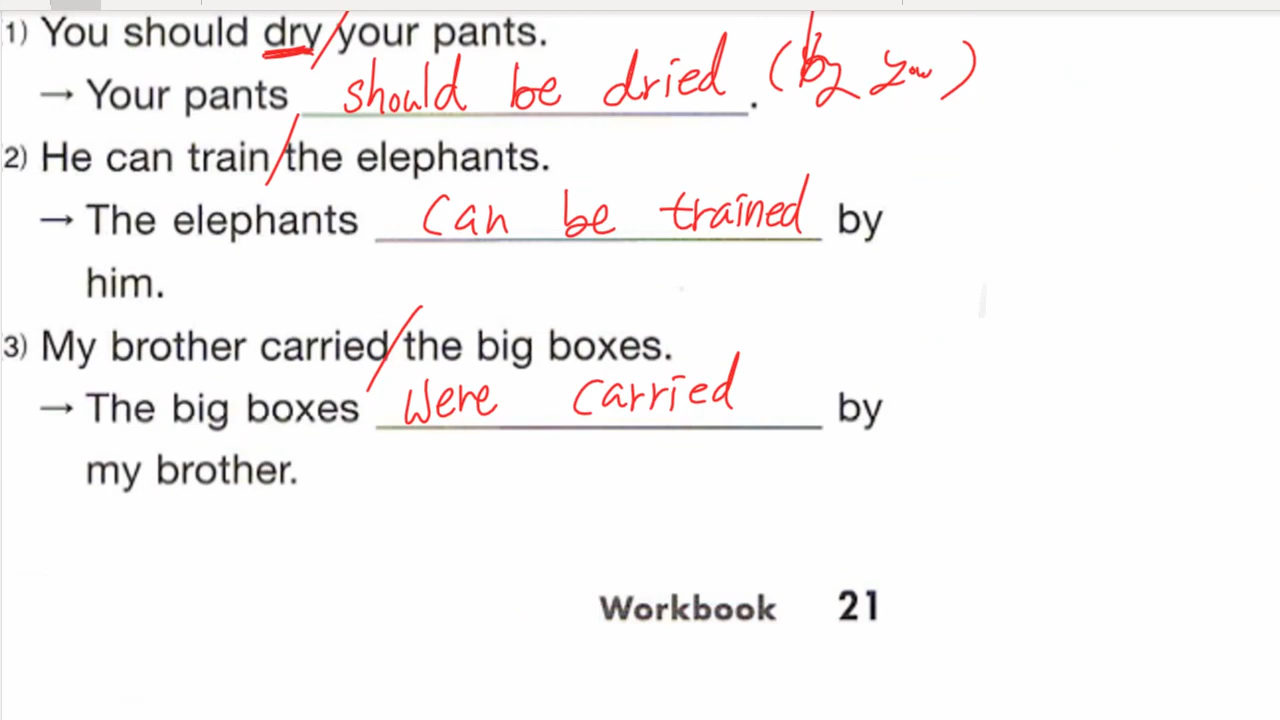 1) You should dry/your pants.
→ Your pants should be dried. (by you)
2) He can train/the elephants.
→ The elephants can be trained by
him.
3) My brother carried/the big boxes.
→ The big boxes were carried by
my brother.
Workbook 21